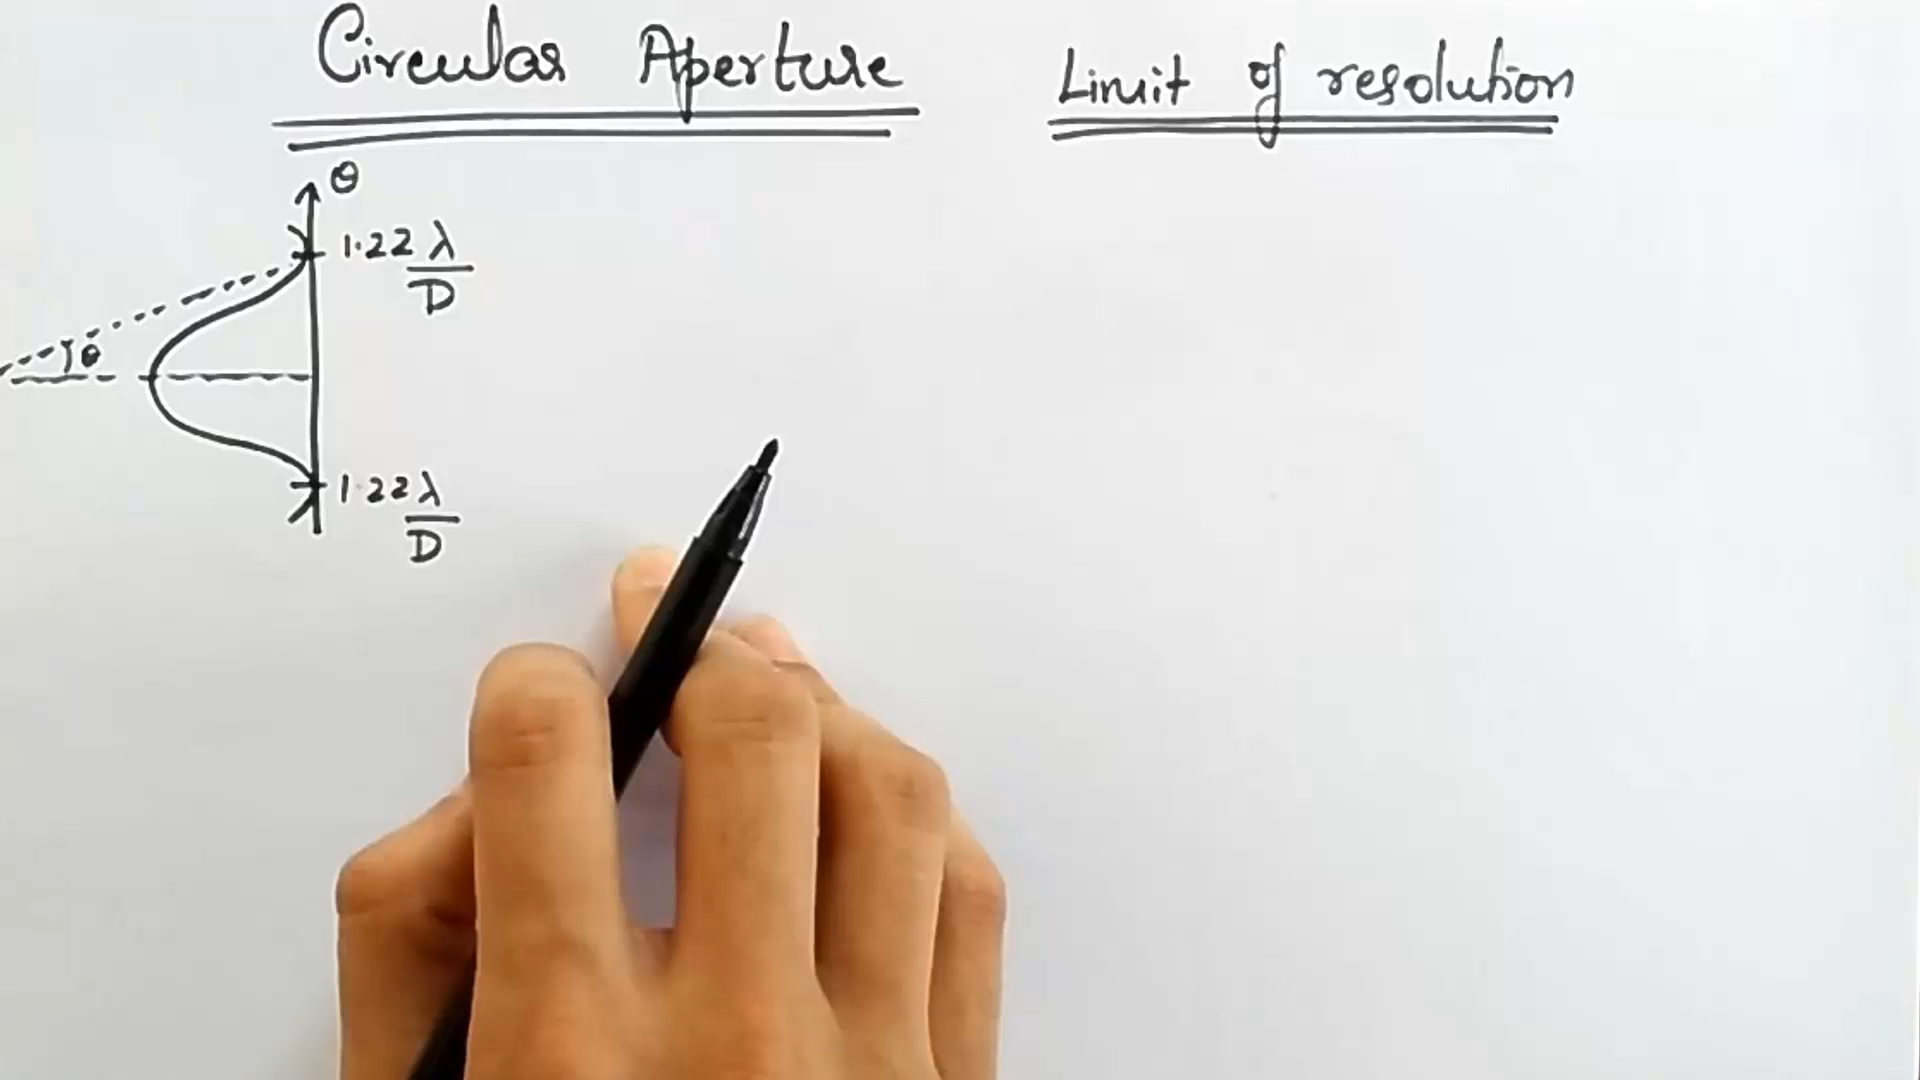 Circular Aperture
Limit of resolution
θ
1.22 λ
D
θ
1.22 λ
D